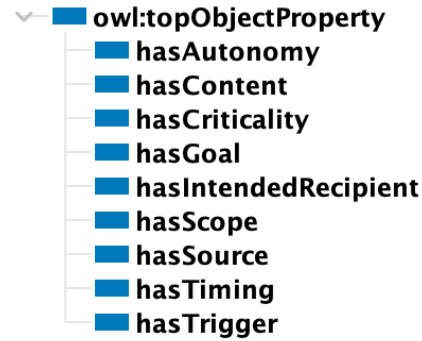 owl:topObjectProperty
hasAutonomy
hasContent
hasCriticality
hasGoal
hasIntendedRecipient
hasScope
hasSource
hasTiming
hasTrigger